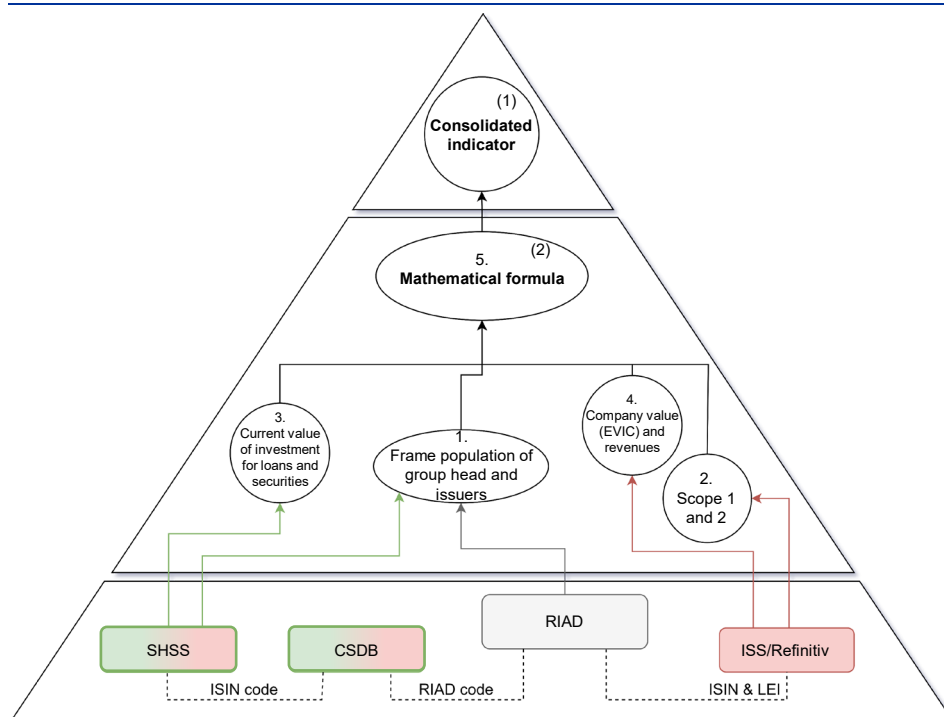 (1)
Consolidated
indicator
(2)
5.
Mathematical formula
3.
Current value
of investment
for loans and
securities
1.
Frame population of
group head and
issuers
4.
Company value
(EVIC) and
revenues
2.
Scope 1
and 2
SHSS
CSDB
RIAD
ISS/Refinitiv
ISIN code
RIAD code
ISIN & LEI